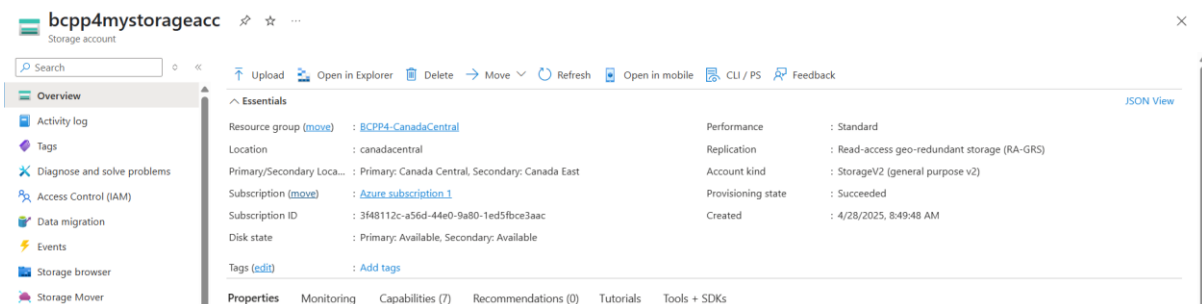 bcpp4mystorageacc
Storage account
Search
Upload Open in Explorer Delete Move Refresh Open in mobile CLI / PS Feedback
Overview
Activity log
Tags
Diagnose and solve problems
Access Control (IAM)
Data migration
Events
Storage browser
Storage Mover
Essentials
JSON View
Resource group (move) : BCPP4-CanadaCentral
Location : canadacentral
Primary/Secondary Loca... : Primary: Canada Central, Secondary: Canada East
Subscription (move) : Azure subscription 1
Subscription ID : 3f48112c-a56d-44e0-9a80-1ed5fbce3aac
Disk state : Primary: Available, Secondary: Available
Tags (edit) : Add tags
Performance : Standard
Replication : Read-access geo-redundant storage (RA-GRS)
Account kind : StorageV2 (general purpose v2)
Provisioning state : Succeeded
Created : 4/28/2025, 8:49:48 AM
Properties Monitoring Capabilities (7) Recommendations (0) Tutorials Tools + SDKs